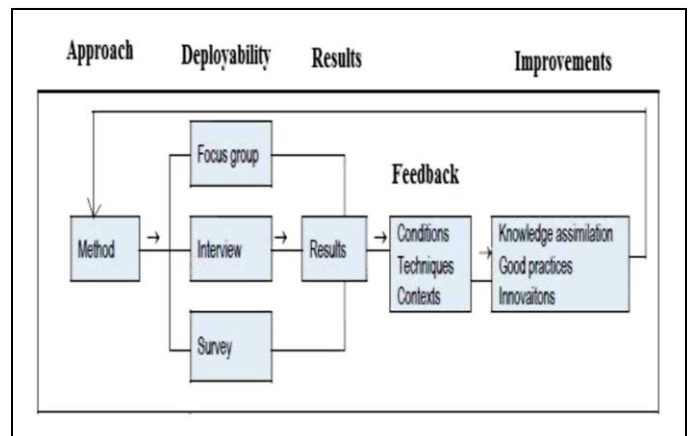 Approach
Deployability
Results
Improvements
Focus group
Feedback
Method
Interview
Results
Conditions
Techniques
Contexts
Knowledge assimilation
Good practices
Innovaitons
Survey